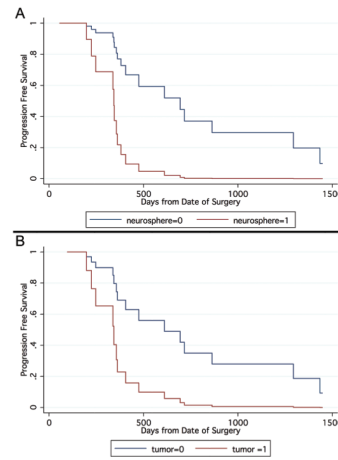 A
Progression Free Survival
1
.8
.6
.4
.2
0
0 500 1000 1500
Days from Date of Surgery
neurosphere=0 neurosphere=1
B
Progression Free Survival
1
.8
.6
.4
.2
0
0 500 1000 1500
Days from Date of Surgery
tumor=0 tumor =1